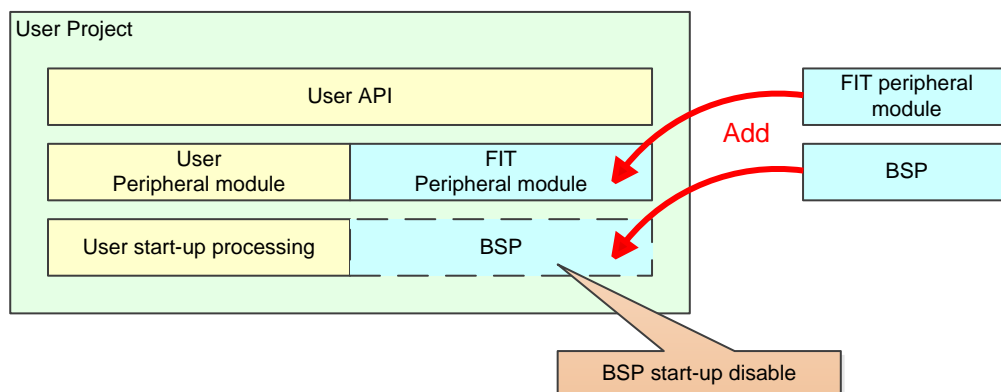 User Project
User API
FIT peripheral
module
Add
User
Peripheral module
FIT
Peripheral module
BSP
User start-up processing
BSP
BSP start-up disable